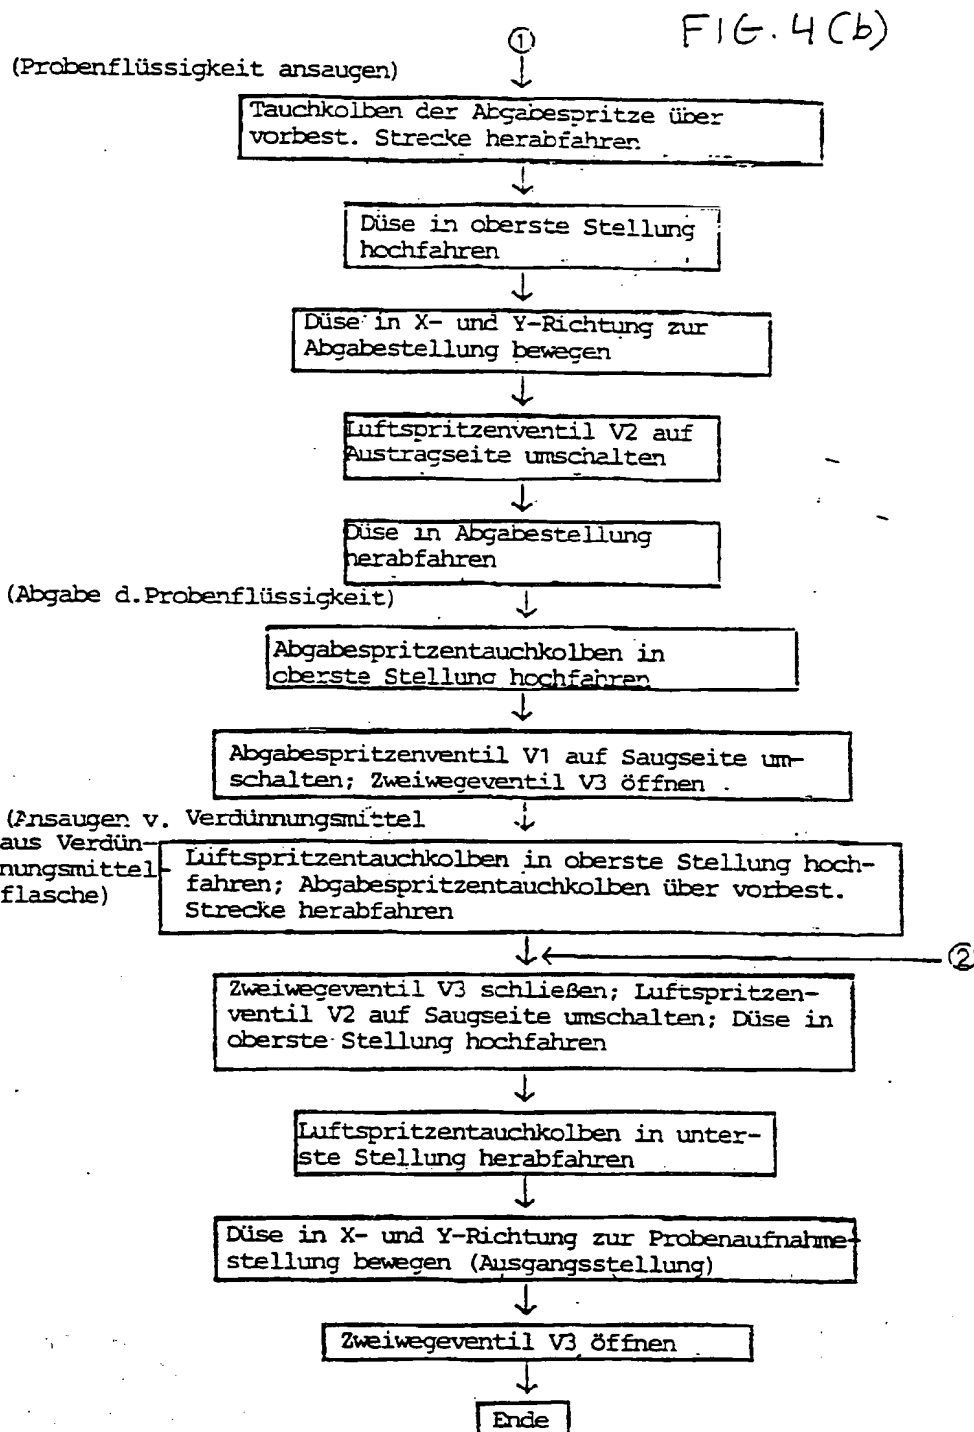 FIG. 4 (b)
①
(Probenflüssigkeit ansaugen)
Tauchkolben der Abgabespritze über
vorbest. Strecke herabfahren
Düse in oberste Stellung
hochfahren
Düse in X- und Y-Richtung zur
Abgabestellung bewegen
Luftspritzenventil V2 auf
Austragseite umschalten
Düse in Abgabestellung
herabfahren
(Abgabe d.Probenflüssigkeit)
Abgabespritzentauchkolben in
oberste Stellung hochfahren
Abgabespritzenventil V1 auf Saugseite um-
schalten; Zweiwegeventil V3 öffnen
(Ansaugen v. Verdünnungsmittel
aus Verdün-
nungsmittel-
flasche)
Luftspritzentauchkolben in oberste Stellung hoch-
fahren; Abgabespritzentauchkolben über vorbest.
Strecke herabfahren
②
Zweiwegeventil V3 schließen; Luftspritzen-
ventil V2 auf Saugseite umschalten; Düse in
oberste Stellung hochfahren
Luftspritzentauchkolben in unter-
ste Stellung herabfahren
Düse in X- und Y-Richtung zur Probenaufnahme-
stellung bewegen (Ausgangsstellung)
Zweiwegeventil V3 öffnen
Ende